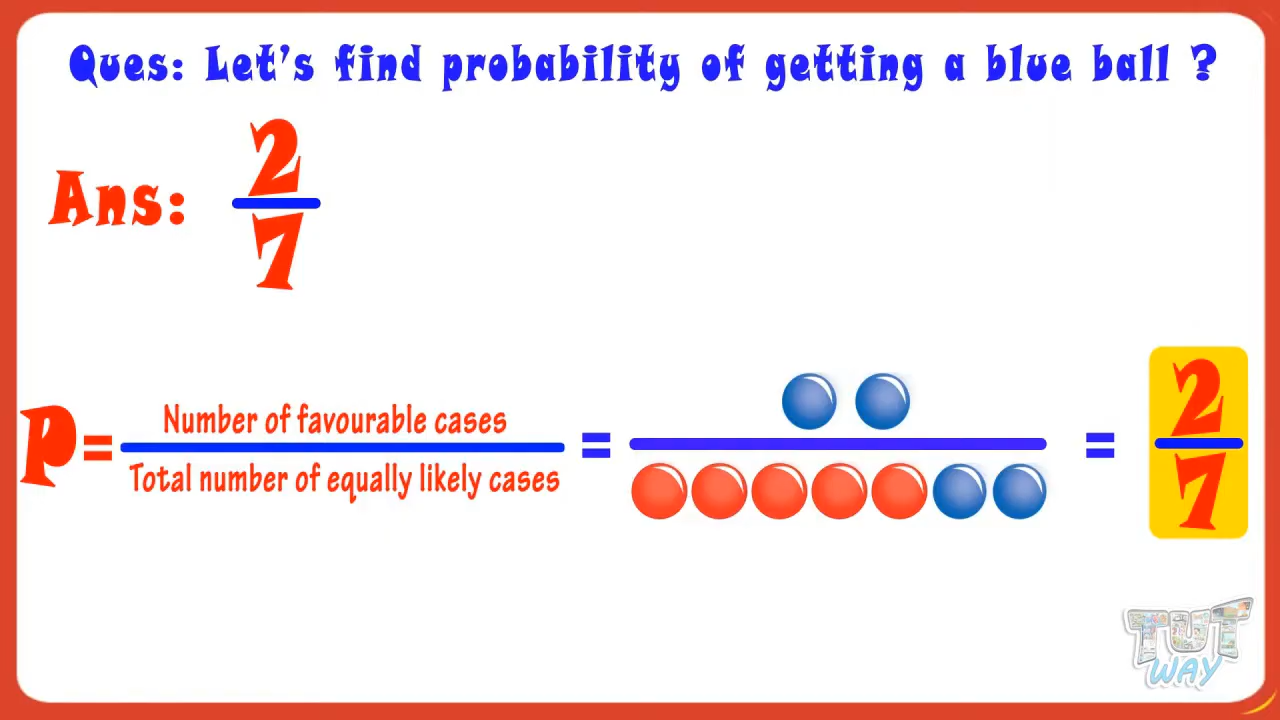 Ques: Let's find probability of getting a blue ball ?
Ans: 2
7
P= Number of favourable cases
Total number of equally likely cases
= = 2
7
TUT
WAY